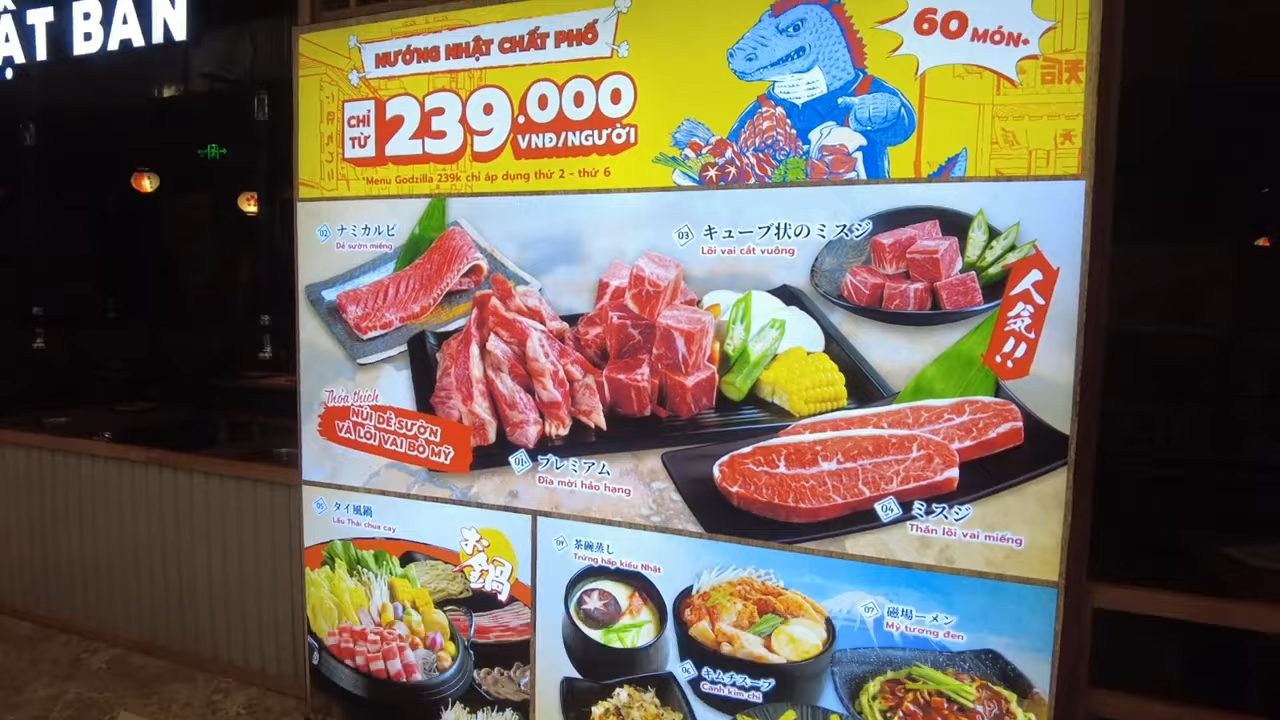 ẬT BẢN
NƯỚNG NHẬT CHẤT PHỐ
CHỈ TỪ
239.000
VNĐ/NGƯỜI
*Menu Godzilla 239k chỉ áp dụng thứ 2 - thứ 6
60 MÓN+
02 ナミカルビ
Dẻ sườn miếng
03 キューブ状のミスジ
Lõi vai cắt vuông
人気!!
Thỏa thích
NÚI DẺ SƯỜN
VÀ LÕI VAI BÒ MỸ
01 プレミアム
Đĩa mời hảo hạng
04 ミスジ
Thăn lõi vai miếng
05 タイ風鍋
Lẩu Thái chua cay
お鍋
09 茶碗蒸し
Trứng hấp kiểu Nhật
06 キムチスープ
Canh kim chi
07 磁場ーメン
Mỳ tương đen